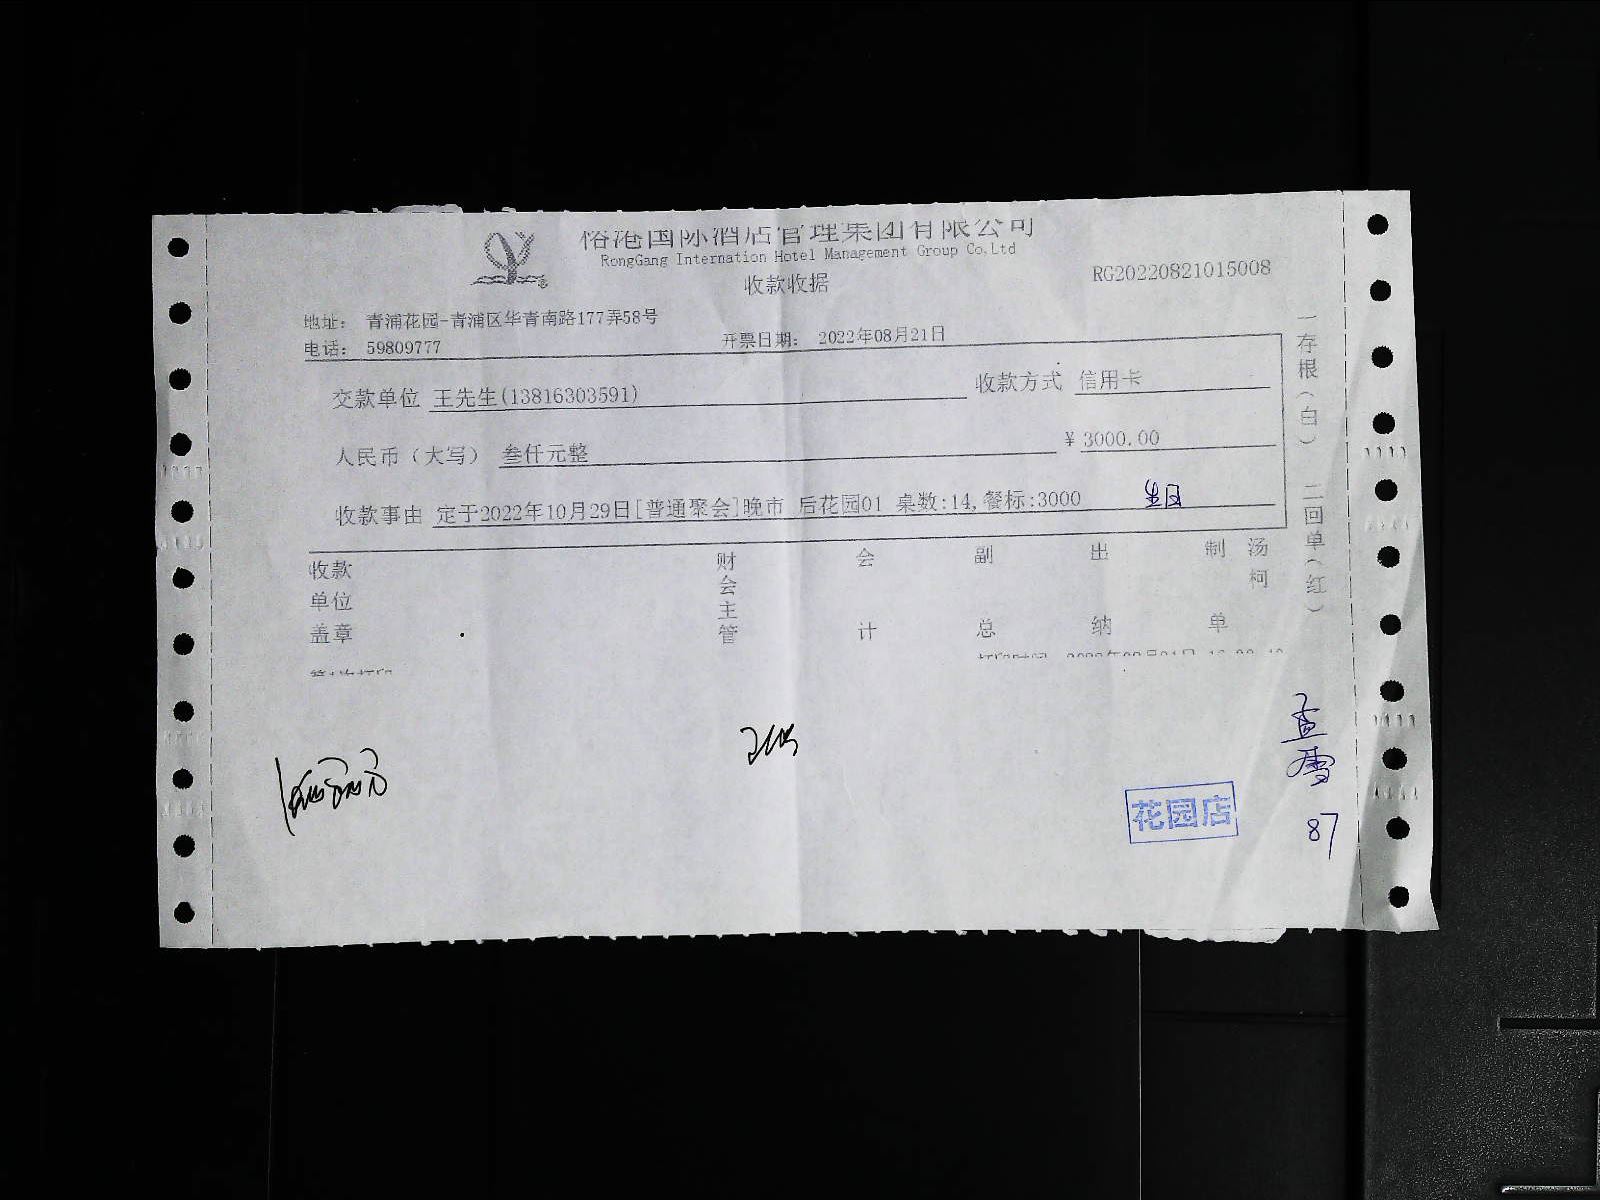 国际酒店管理集团有限公司
RongGang Internation Hotel Management Group Co.Ltd
收款收据
RG20220821015008
地址： 青浦花园-青浦区华青南路177弄58号
电话： 59809777
开票日期： 2022年08月21日
交款单位 王先生(13816303591)
收款方式 信用卡
人民币（大写） 叁仟元整
¥ 3000.00
收款事由 定于2022年10月29日[普通聚会]晚市 后花园01 桌数:14,餐标:3000
生日
一存根（白） 二回单（红）
收款单位盖章
财会主管
会计
副总
出纳
制单
汤柯
花园店
87